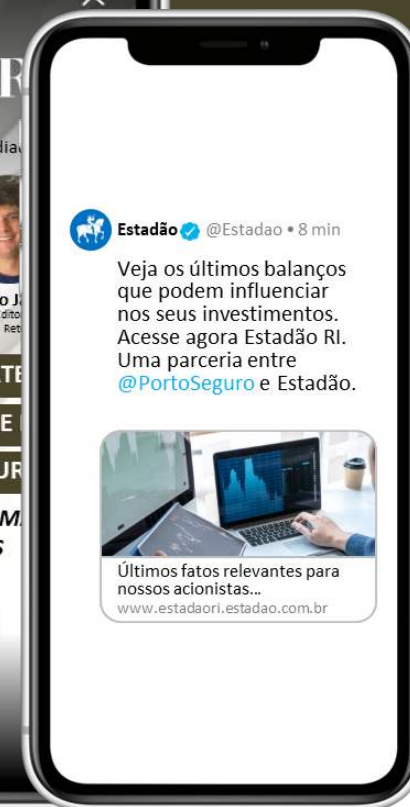 Estadão @Estadao • 8 min
Veja os últimos balanços
que podem influenciar
nos seus investimentos.
Acesse agora Estadão RI.
Uma parceria entre
@PortoSeguro e Estadão.
Últimos fatos relevantes para
nossos acionistas...
www.estadaori.estadao.com.br